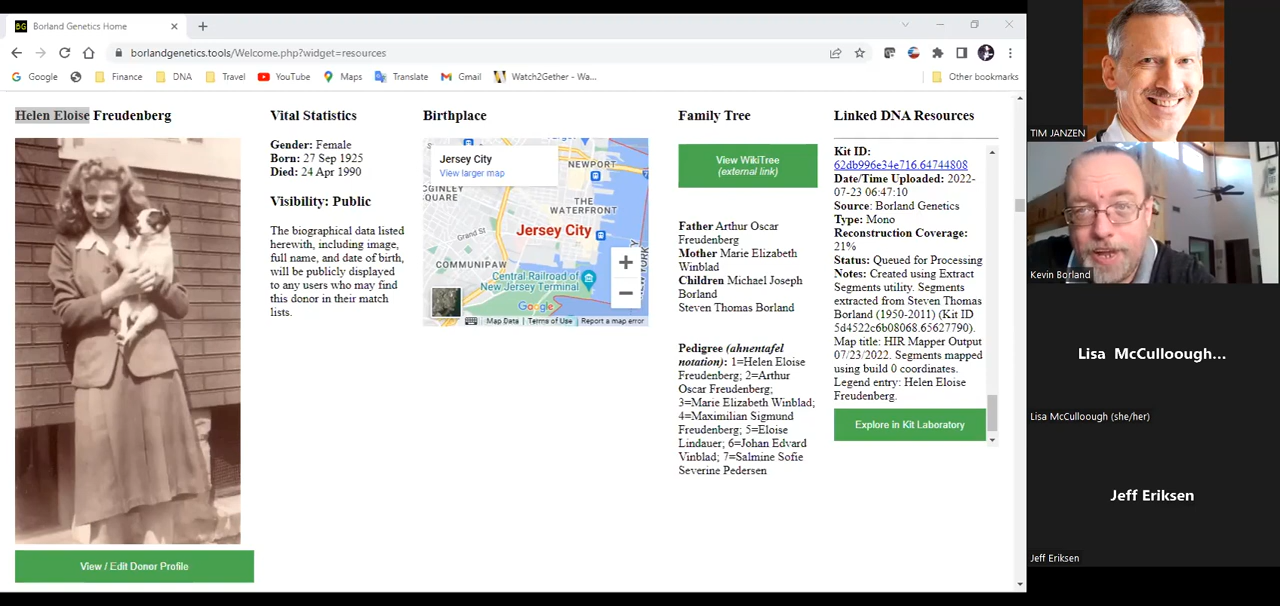 Borland Genetics Home
borlandgenetics.tools/Welcome.php?widget=resources
Google
Finance
DNA
Travel
YouTube
Maps
Translate
Gmail
Watch2Gether - Wa...
Other bookmarks
Helen Eloise Freudenberg
View / Edit Donor Profile
Vital Statistics
Gender: Female
Born: 27 Sep 1925
Died: 24 Apr 1990
Visibility: Public
The biographical data listed
herewith, including image,
full name, and date of birth,
will be publicly displayed
to any users who may find
this donor in their match
lists.
Birthplace
Jersey City
View larger map
NEWPORT
GINLEY
SQUARE
THE
WATERFRONT
Grand St
Jersey City
COMMUNIPAW
Central Railroad of
New Jersey Terminal
Google
Map Data
Terms of Use
Report a map error
Family Tree
View WikiTree
(external link)
Father Arthur Oscar
Freudenberg
Mother Marie Elizabeth
Winblad
Children Michael Joseph
Borland
Steven Thomas Borland
Pedigree (ahnentafel
notation): 1=Helen Eloise
Freudenberg; 2=Arthur
Oscar Freudenberg;
3=Marie Elizabeth Winblad;
4=Maximilian Sigmund
Freudenberg; 5=Eloise
Lindauer; 6=Johan Edvard
Vinblad; 7=Salmine Sofie
Severine Pedersen
Linked DNA Resources
Kit ID:
62db996e34e716.64744808
Date/Time Uploaded: 2022-
07-23 06:47:10
Source: Borland Genetics
Type: Mono
Reconstruction Coverage:
21%
Status: Queued for Processing
Notes: Created using Extract
Segments utility. Segments
extracted from Steven Thomas
Borland (1950-2011) (Kit ID
5d4522c6b08068.65627790).
Map title: HIR Mapper Output
07/23/2022. Segments mapped
using build 0 coordinates.
Legend entry: Helen Eloise
Freudenberg.
Explore in Kit Laboratory
TIM JANZEN
Kevin Borland
Lisa McCulloough...
Lisa McCulloough (she/her)
Jeff Eriksen
Jeff Eriksen